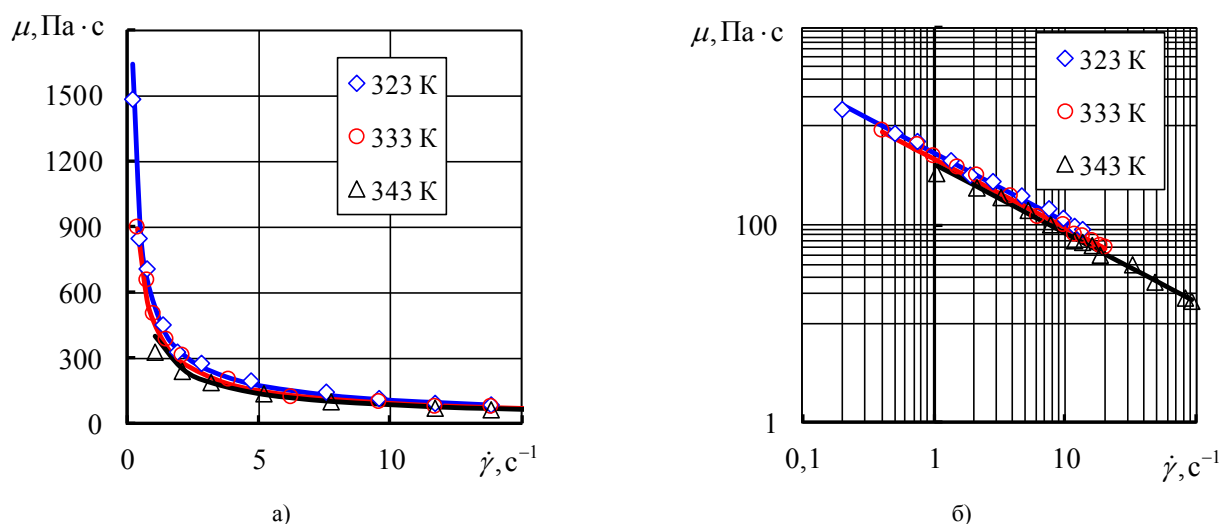 μ, Па · с
1500
1200
900
600
300
0
0 5 10 γ̇, с⁻¹
323 К
333 К
343 К
а)
μ, Па · с
100
1
0,1 1 10 γ̇, с⁻¹
323 К
333 К
343 К
б)